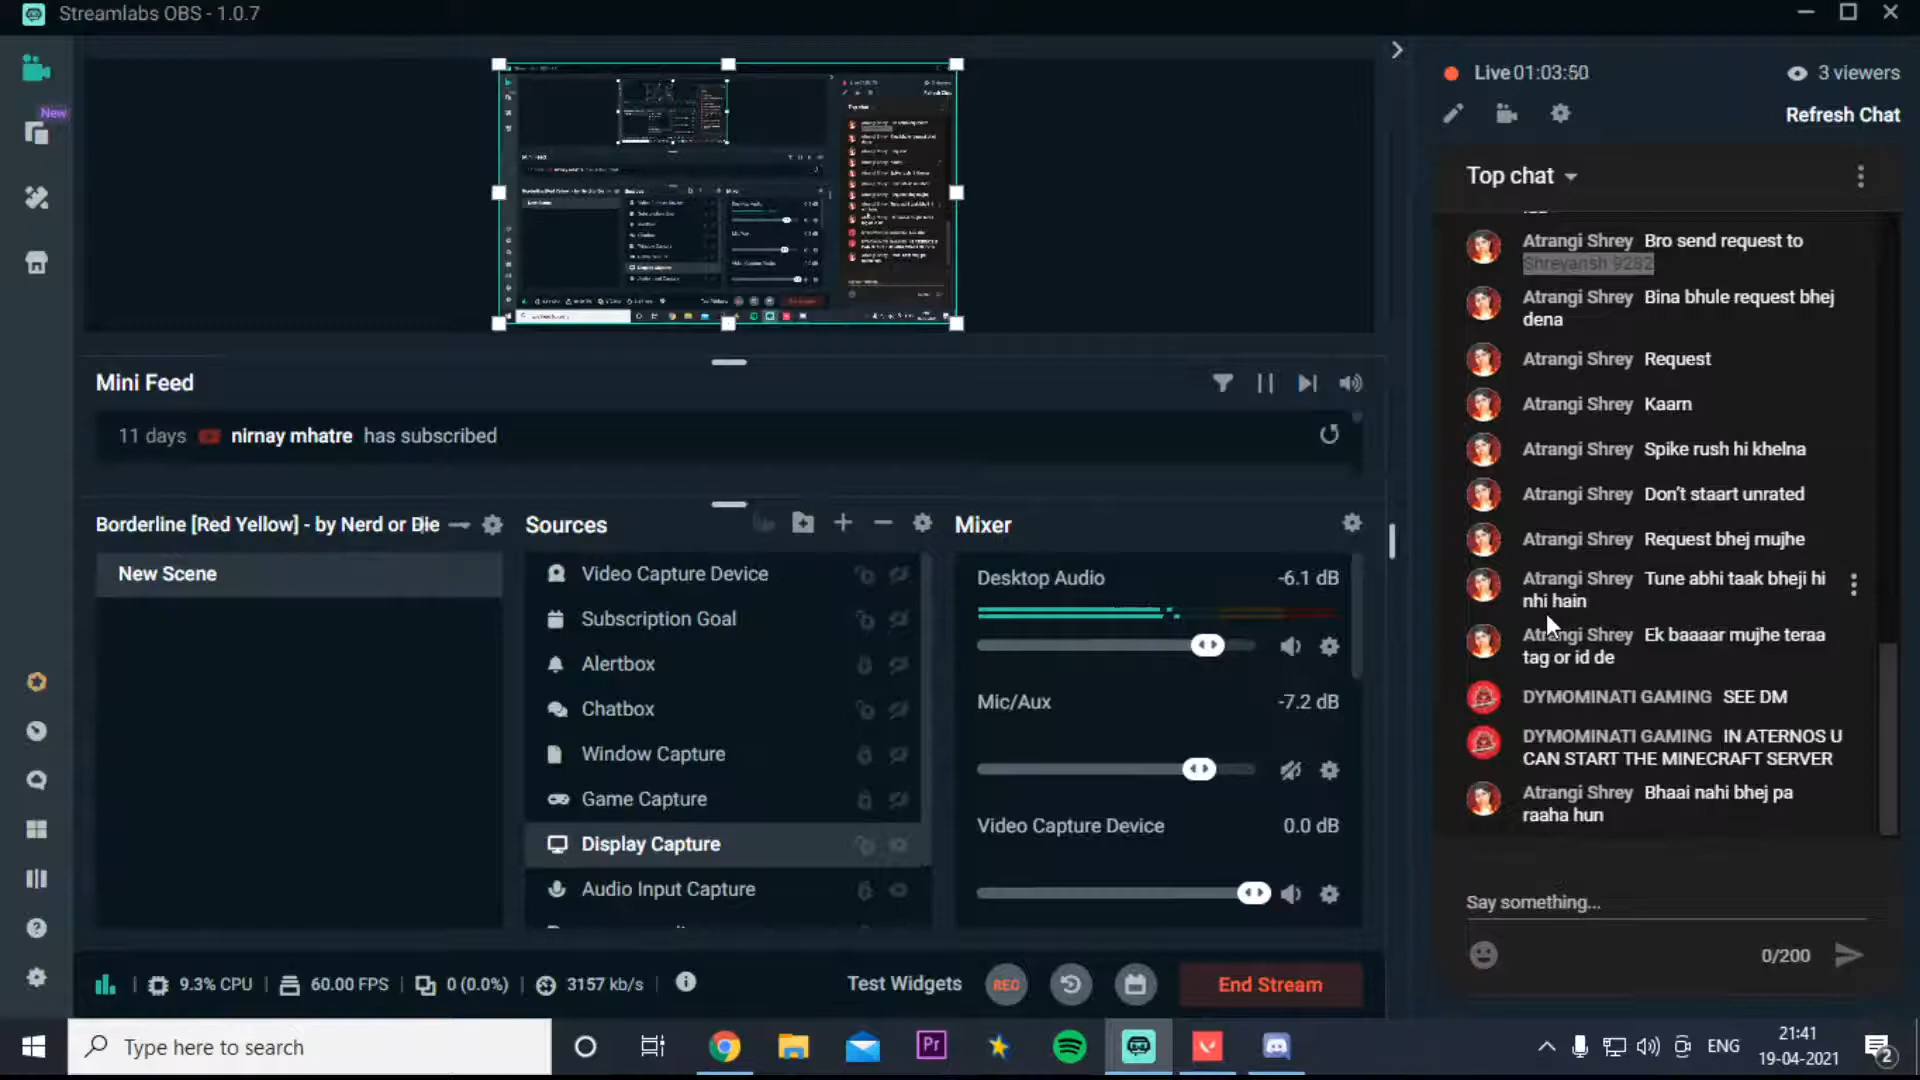 Streamlabs OBS - 1.0.7
Live 01:03:50
3 viewers
New
Refresh Chat
Top chat
Atrangi Shrey Bro send request to
Shreyansh 9282
Atrangi Shrey Bina bhule request bhej
dena
Atrangi Shrey Request
Mini Feed
Atrangi Shrey Kaarn
11 days nirnay mhatre has subscribed
Atrangi Shrey Spike rush hi khelna
Atrangi Shrey Don't staart unrated
Atrangi Shrey Request bhej mujhe
Atrangi Shrey Tune abhi taak bheji hi
nhi hain
Atrangi Shrey Ek baaaar mujhe teraa
tag or id de
DYMOMINATI GAMING SEE DM
DYMOMINATI GAMING IN ATERNOS U
CAN START THE MINECRAFT SERVER
Atrangi Shrey Bhaai nahi bhej pa
raaha hun
Say something...
0/200
Borderline [Red Yellow] - by Nerd or Die
New Scene
Sources
Video Capture Device
Subscription Goal
Alertbox
Chatbox
Window Capture
Game Capture
Display Capture
Audio Input Capture
Mixer
Desktop Audio -6.1 dB
Mic/Aux -7.2 dB
Video Capture Device 0.0 dB
9.3% CPU
60.00 FPS
0 (0.0%)
3157 kb/s
Test Widgets
REC
End Stream
Type here to search
Pr
ENG
21:41
19-04-2021
2